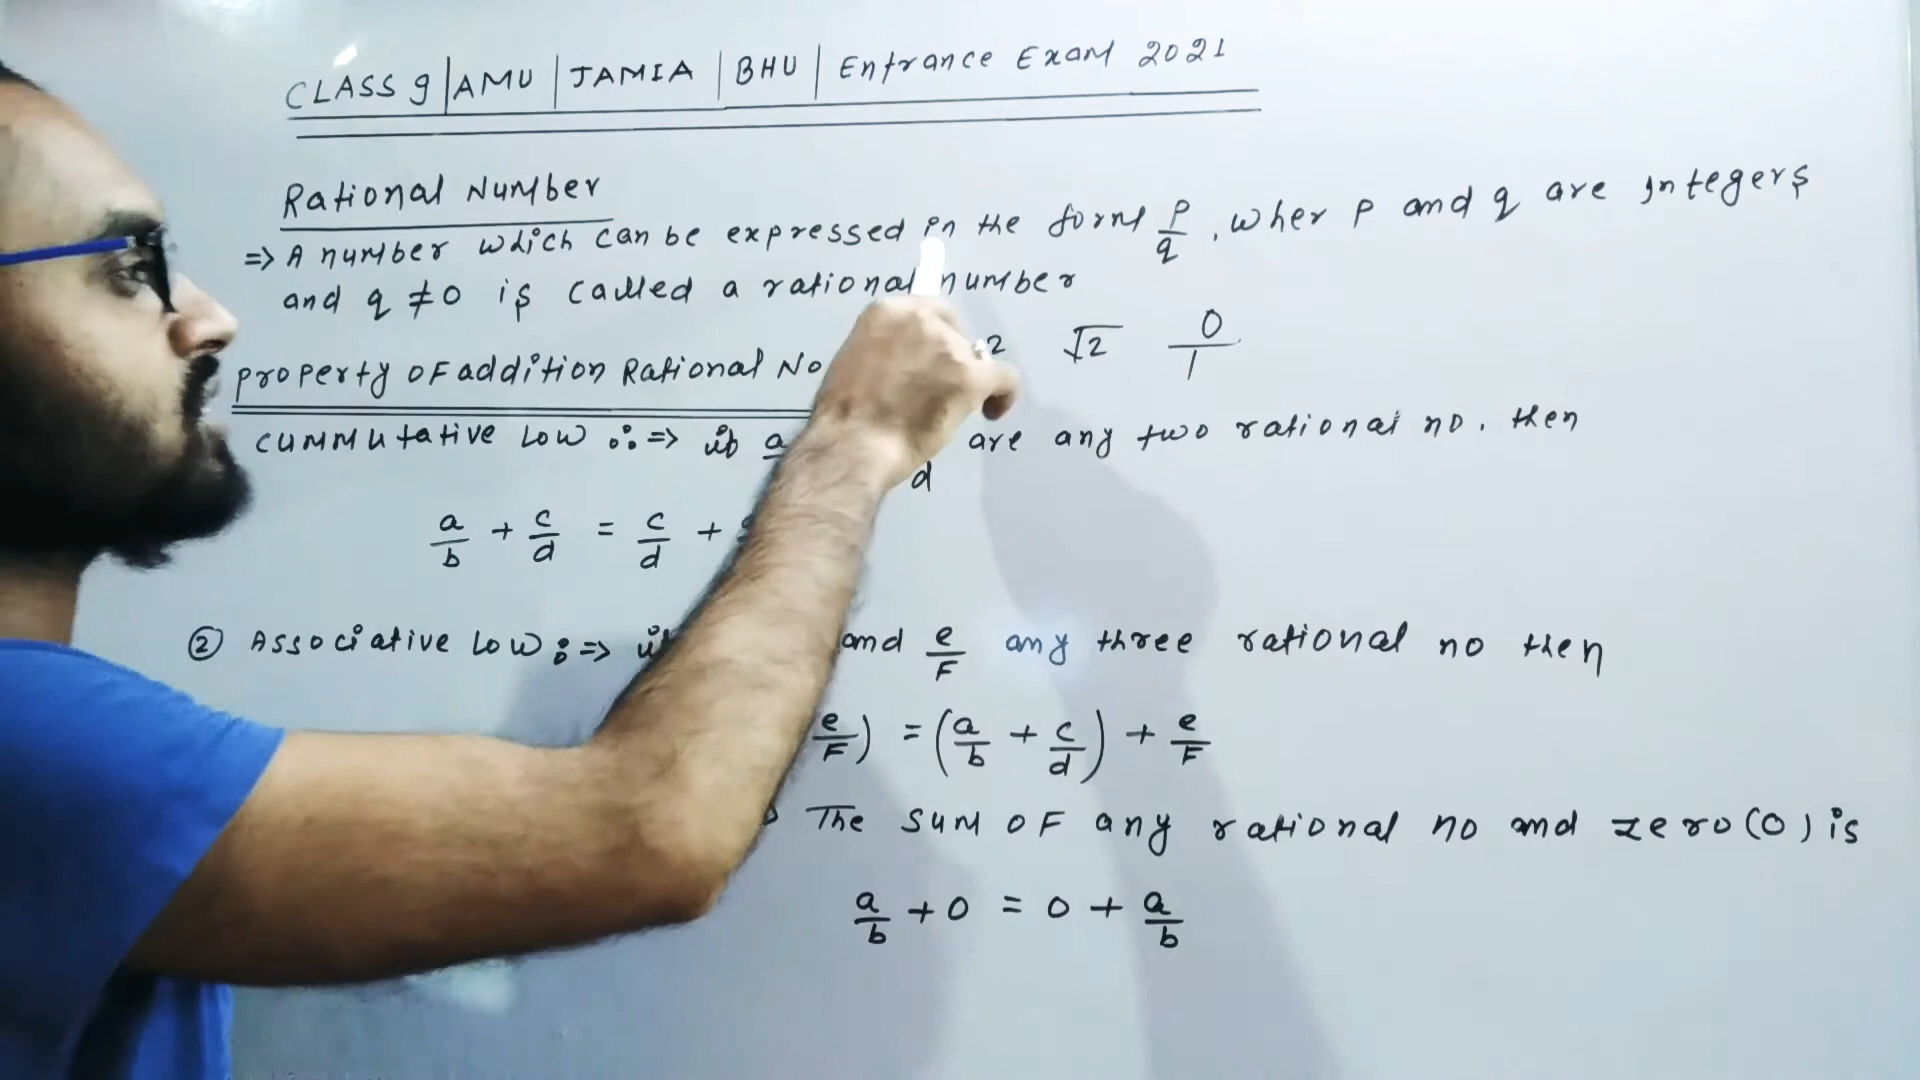 CLASS 9 | AMU | JAMIA | BHU | Entrance Exam 2021
Rational Number
=> A number which can be expressed in the form p/q, wher p and q are integers
and q ≠ 0 is called a rational number
2 √2 0/1
property OF addition Rational No
cummutative Low :=> if a d are any two rational no. then
a/b + c/d = c/d +
② Associative Low :=> and e/F any three rational no then
e/F) = (a/b + c/d) + e/F
The sum OF any rational no and zero (0) is
a/b + 0 = 0 + a/b